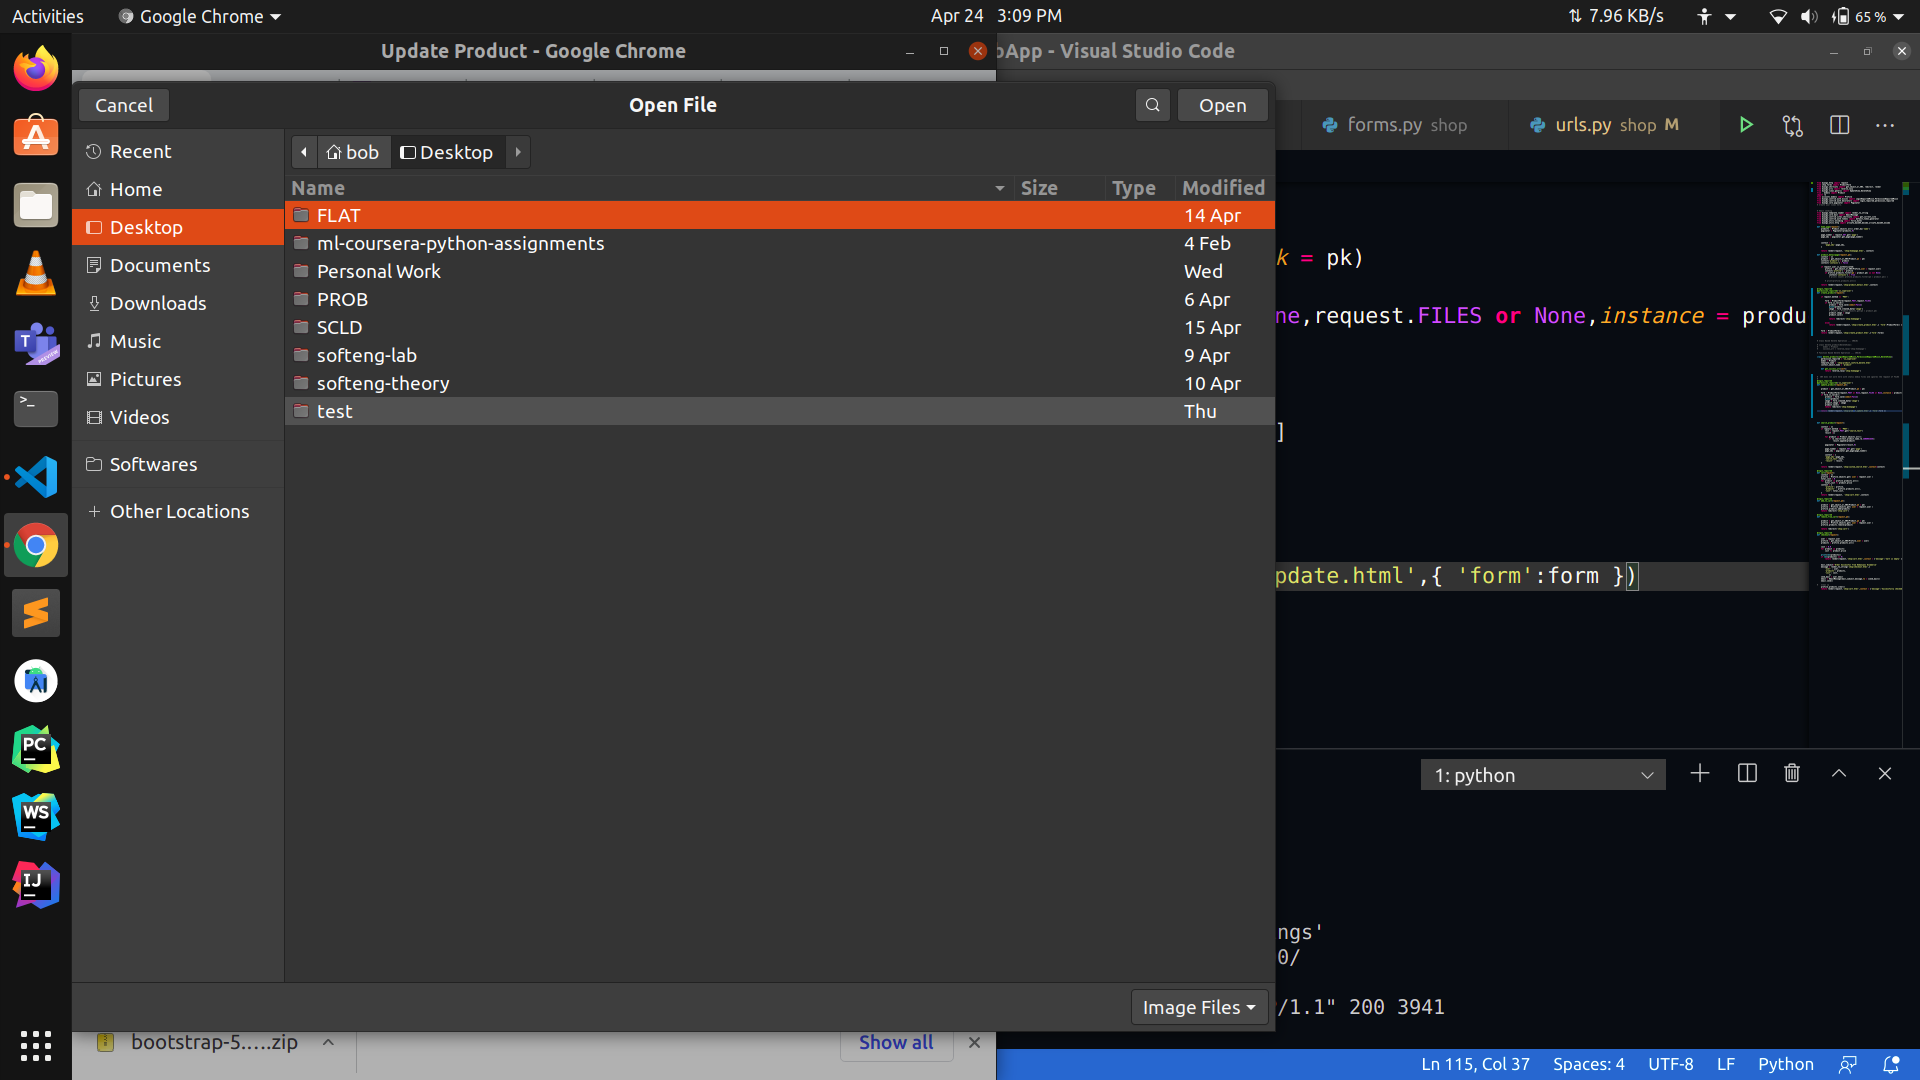 Activities
Google Chrome
Apr 24 3:09 PM
7.96 KB/s
65 %
Update Product - Google Chrome
oApp - Visual Studio Code
Cancel
Open File
Open
forms.py shop
urls.py shop M
Recent
Home
Desktop
Documents
Downloads
Music
Pictures
Videos
Softwares
Other Locations
bob
Desktop
Name Size Type Modified
FLAT 14 Apr
ml-coursera-python-assignments 4 Feb
Personal Work Wed
PROB 6 Apr
SCLD 15 Apr
softeng-lab 9 Apr
softeng-theory 10 Apr
test Thu
k = pk)
ne,request.FILES or None,instance = produ
]
pdate.html',{ 'form':form })
1: python
ngs'
0/
/1.1" 200 3941
Image Files
bootstrap-5.….zip
Show all
Ln 115, Col 37
Spaces: 4
UTF-8
LF
Python
T
PREVIEW
PC
WS
IJ